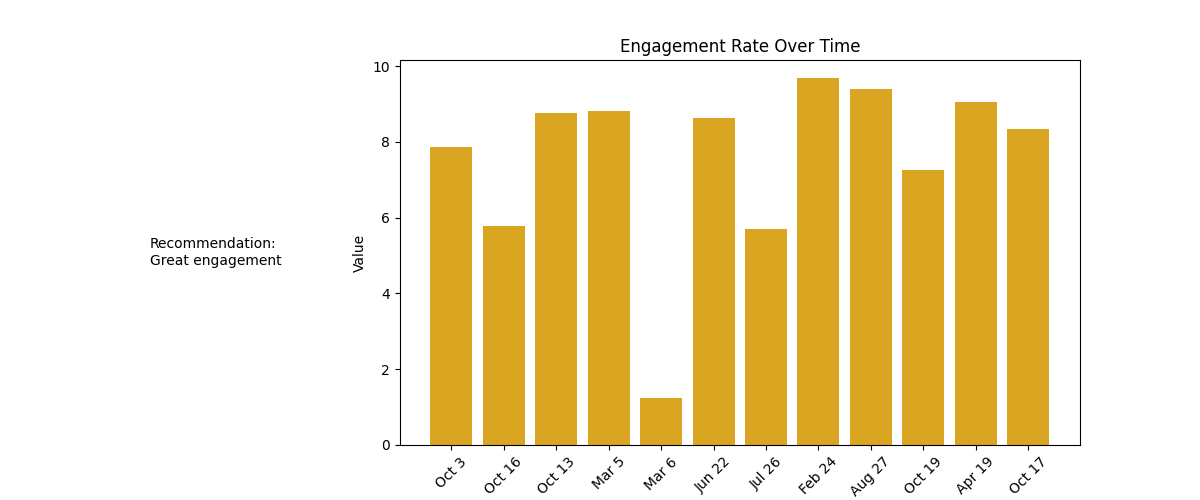 Engagement Rate Over Time
Recommendation:
Great engagement
Value
10
8
6
4
2
0
Oct 3
Oct 16
Oct 13
Mar 5
Mar 6
Jun 22
Jul 26
Feb 24
Aug 27
Oct 19
Apr 19
Oct 17